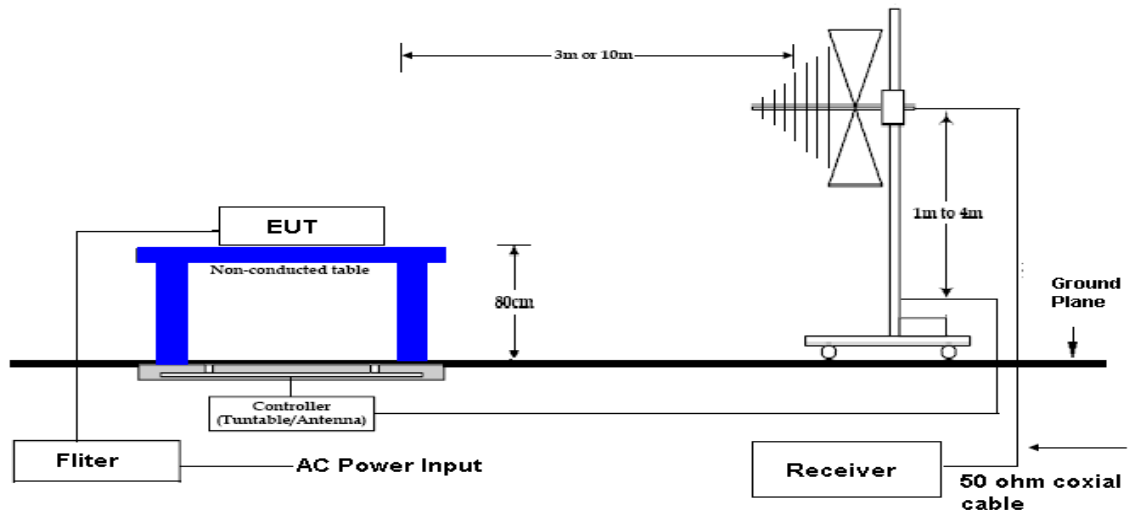 3m or 10m
EUT
Non-conducted table
1m to 4m
80cm
Ground
Plane
Controller
(Tuntable/Antenna)
Fliter
AC Power Input
Receiver
50 ohm coxial
cable